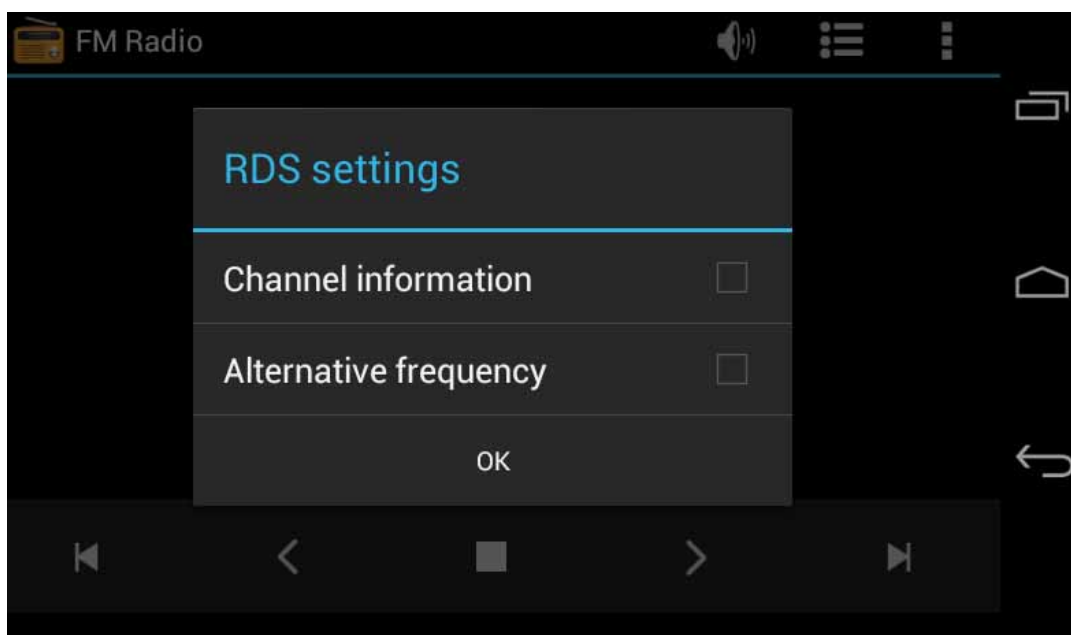 FM Radio
RDS settings
Channel information
Alternative frequency
OK